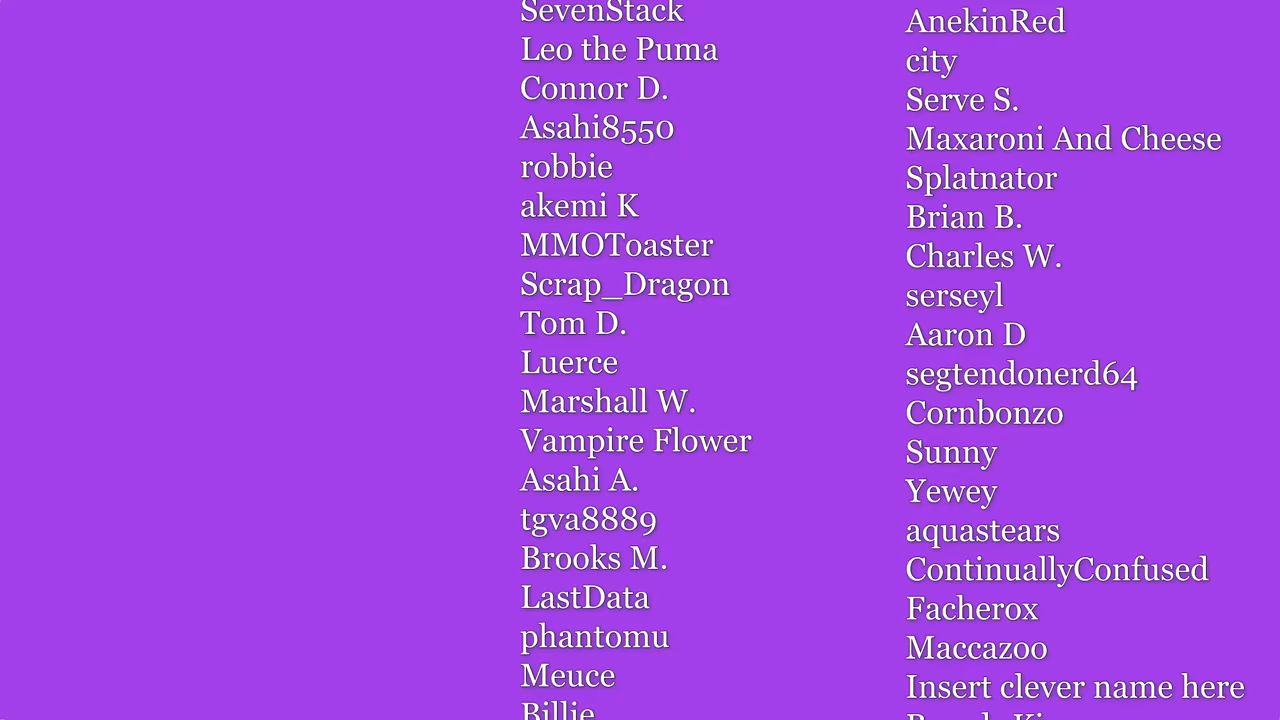 SevenStack
Leo the Puma
Connor D.
Asahi8550
robbie
akemi K
MMOToaster
Scrap_Dragon
Tom D.
Luerce
Marshall W.
Vampire Flower
Asahi A.
tgva8889
Brooks M.
LastData
phantomu
Meuce
Billie
AnekinRed
city
Serve S.
Maxaroni And Cheese
Splatnator
Brian B.
Charles W.
serseyl
Aaron D
segtendonerd64
Cornbonzo
Sunny
Yewey
aquastears
ContinuallyConfused
Facherox
Maccazoo
Insert clever name here